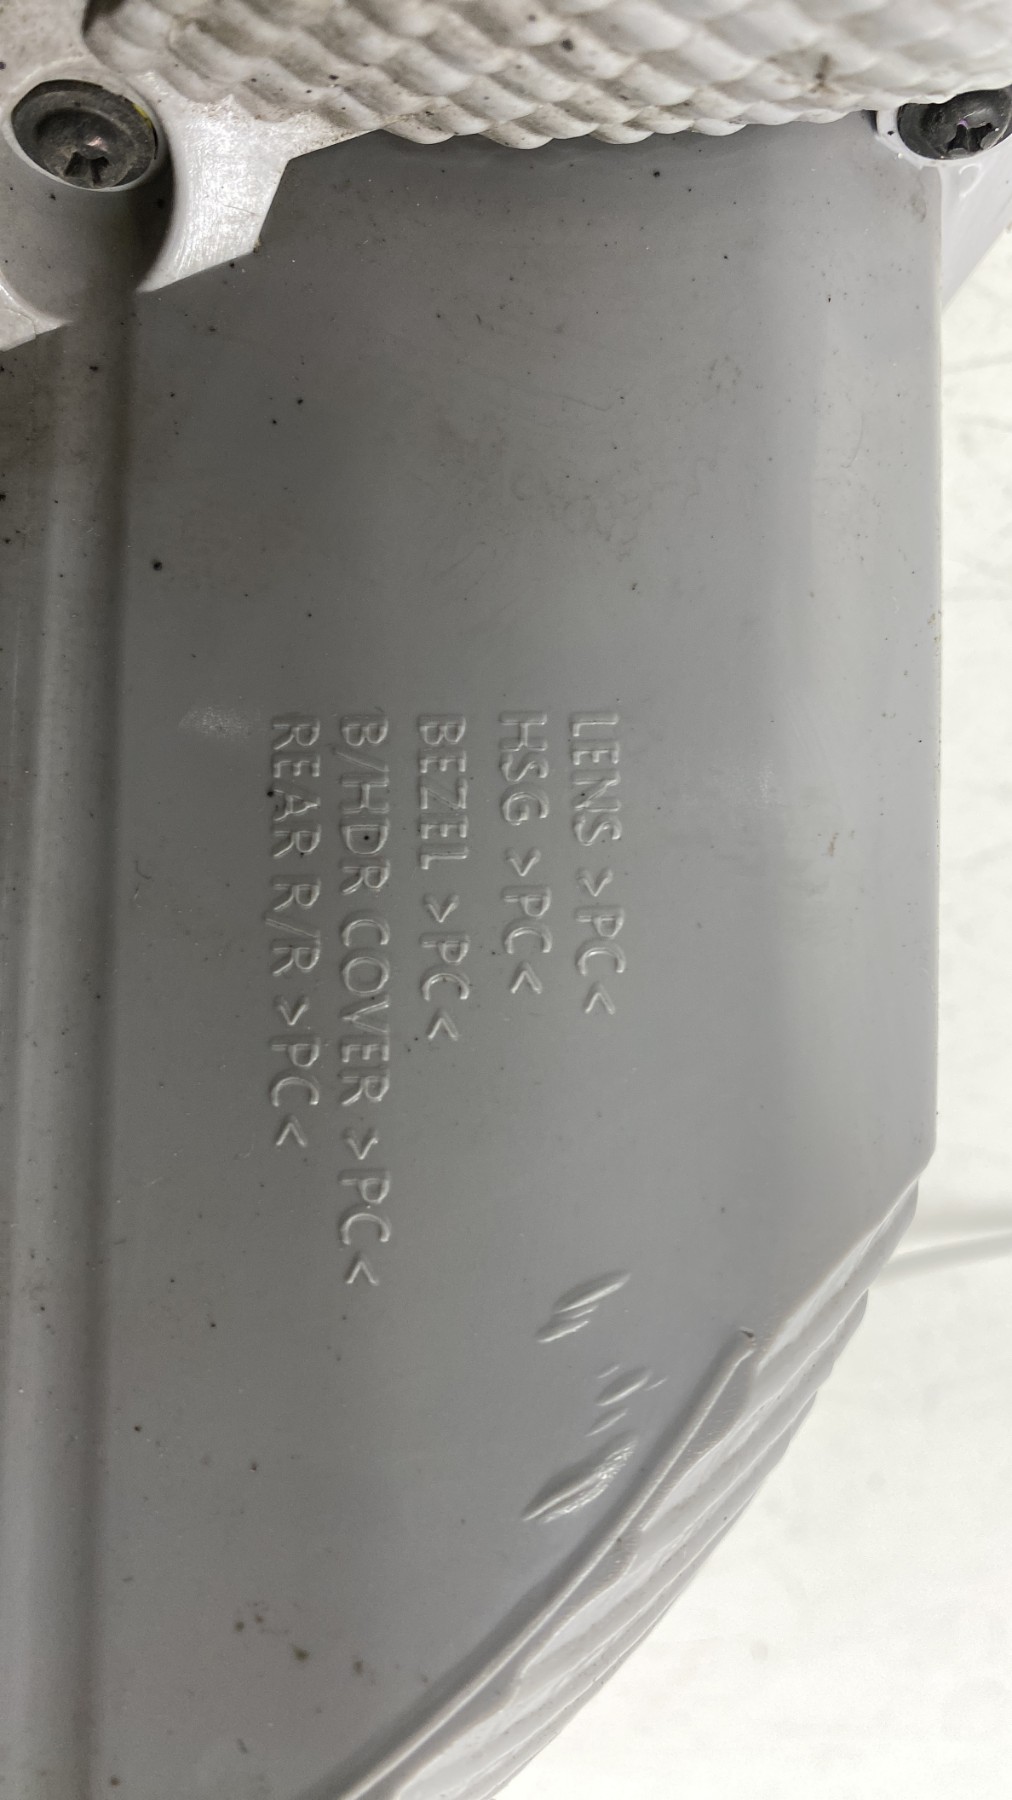 LENS >PC<
HSG >PC<
BEZEL >PC<
B/HDR COVER >PC<
REAR R/R >PC<